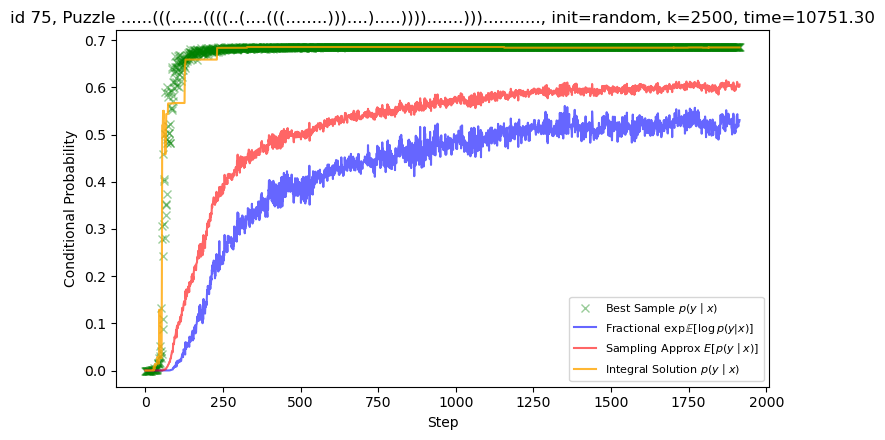 id 75, Puzzle ......(((......((((..(....(((........)))....).....)))).......)))..........., init=random, k=2500, time=10751.30
Conditional Probability
0.7
0.6
0.5
0.4
0.3
0.2
0.1
0.0
Best Sample p(y | x)
Fractional exp𝔼[log p(y|x)]
Sampling Approx E[p(y | x)]
Integral Solution p(y | x)
0 250 500 750 1000 1250 1500 1750 2000
Step